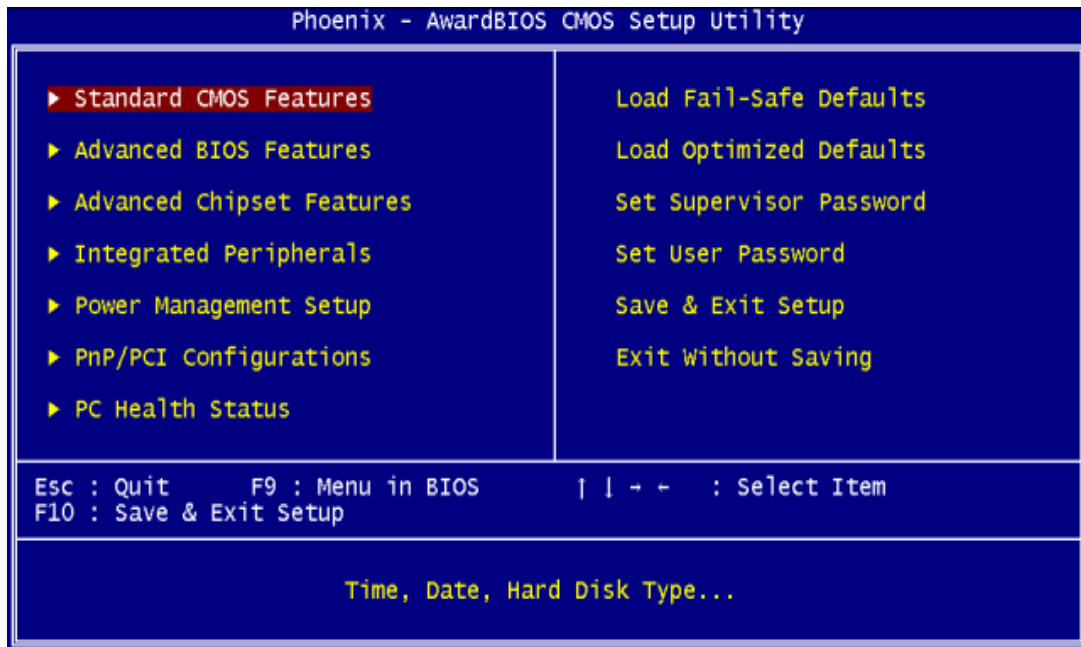 Phoenix - AwardBIOS CMOS Setup Utility
▶ Standard CMOS Features
▶ Advanced BIOS Features
▶ Advanced Chipset Features
▶ Integrated Peripherals
▶ Power Management Setup
▶ PnP/PCI Configurations
▶ PC Health Status
Load Fail-Safe Defaults
Load Optimized Defaults
Set Supervisor Password
Set User Password
Save & Exit Setup
Exit Without Saving
Esc : Quit F9 : Menu in BIOS ↑ ↓ → ← : Select Item
F10 : Save & Exit Setup
Time, Date, Hard Disk Type...